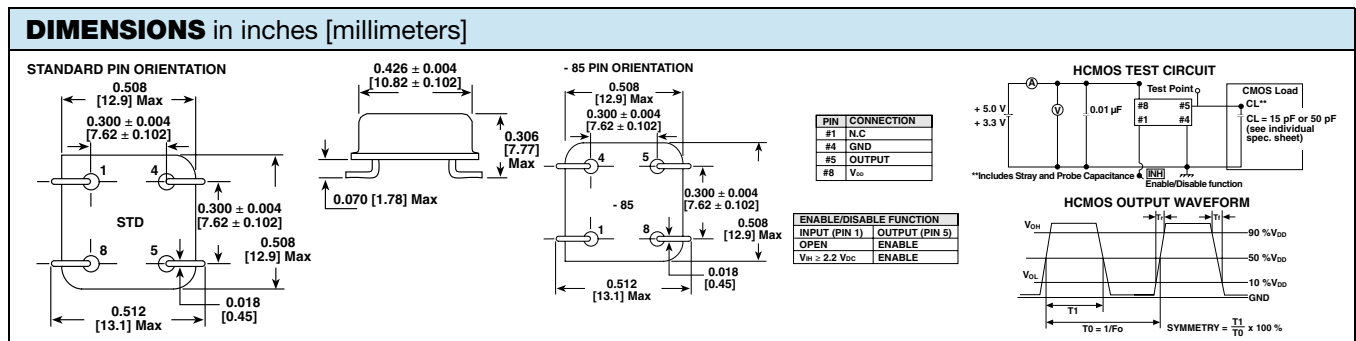 DIMENSIONS in inches [millimeters]
STANDARD PIN ORIENTATION
0.508
[12.9] Max
0.300 ± 0.004
[7.62 ± 0.102]
1
4
STD
8
5
0.300 ± 0.004
[7.62 ± 0.102]
0.508
[12.9] Max
0.018
[0.45]
0.512
[13.1] Max
0.426 ± 0.004
[10.82 ± 0.102]
0.306
[7.77]
Max
0.070 [1.78] Max
- 85 PIN ORIENTATION
0.508
[12.9] Max
0.300 ± 0.004
[7.62 ± 0.102]
4
5
- 85
1
8
0.300 ± 0.004
[7.62 ± 0.102]
0.508
[12.9] Max
0.018
[0.45]
0.512
[13.1] Max
PIN CONNECTION
#1 N.C
#4 GND
#5 OUTPUT
#8 VDD
ENABLE/DISABLE FUNCTION
INPUT (PIN 1) OUTPUT (PIN 5)
OPEN ENABLE
VIH ≥ 2.2 VDC ENABLE
HCMOS TEST CIRCUIT
A
Test Point
CMOS Load
+ 5.0 V
+ 3.3 V
V
0.01 µF
#8 #5
#1 #4
CL**
CL = 15 pF or 50 pF
(see individual
spec. sheet)
**Includes Stray and Probe Capacitance
INH
Enable/Disable function
HCMOS OUTPUT WAVEFORM
Tr
Tf
VOH
90 %VDD
50 %VDD
VOL
10 %VDD
GND
T1
T0 = 1/Fo
SYMMETRY = T1/T0 x 100 %